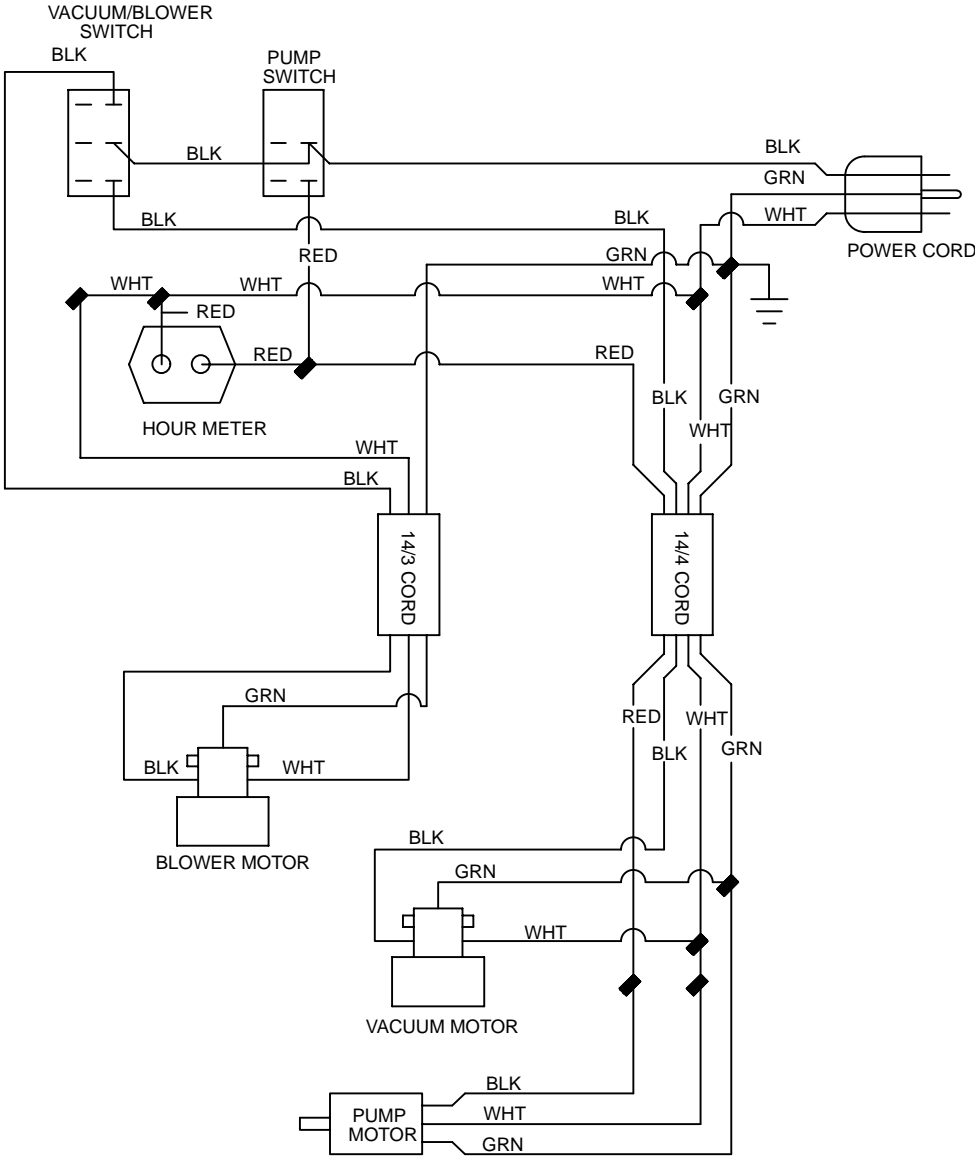 VACUUM/BLOWER
SWITCH
BLK
PUMP
SWITCH
BLK
BLK
GRN
WHT
POWER CORD
BLK
BLK
RED
GRN
WHT
WHT
WHT
RED
RED
RED
HOUR METER
BLK
GRN
WHT
WHT
BLK
14/3 CORD
14/4 CORD
GRN
RED
WHT
BLK
GRN
BLK
WHT
BLOWER MOTOR
BLK
GRN
WHT
VACUUM MOTOR
BLK
WHT
GRN
PUMP
MOTOR